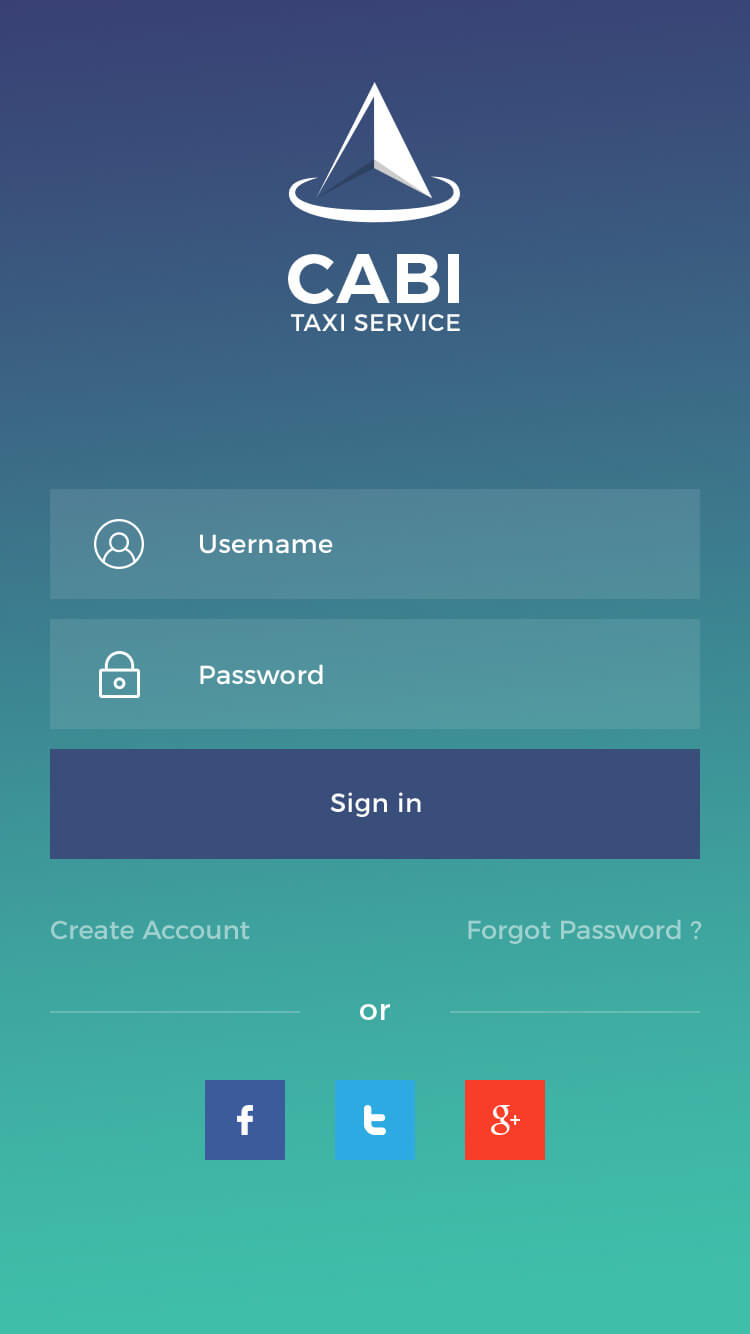 CABI
TAXI SERVICE
Username
Password
Sign in
Create Account
Forgot Password ?
or
f
t
g+